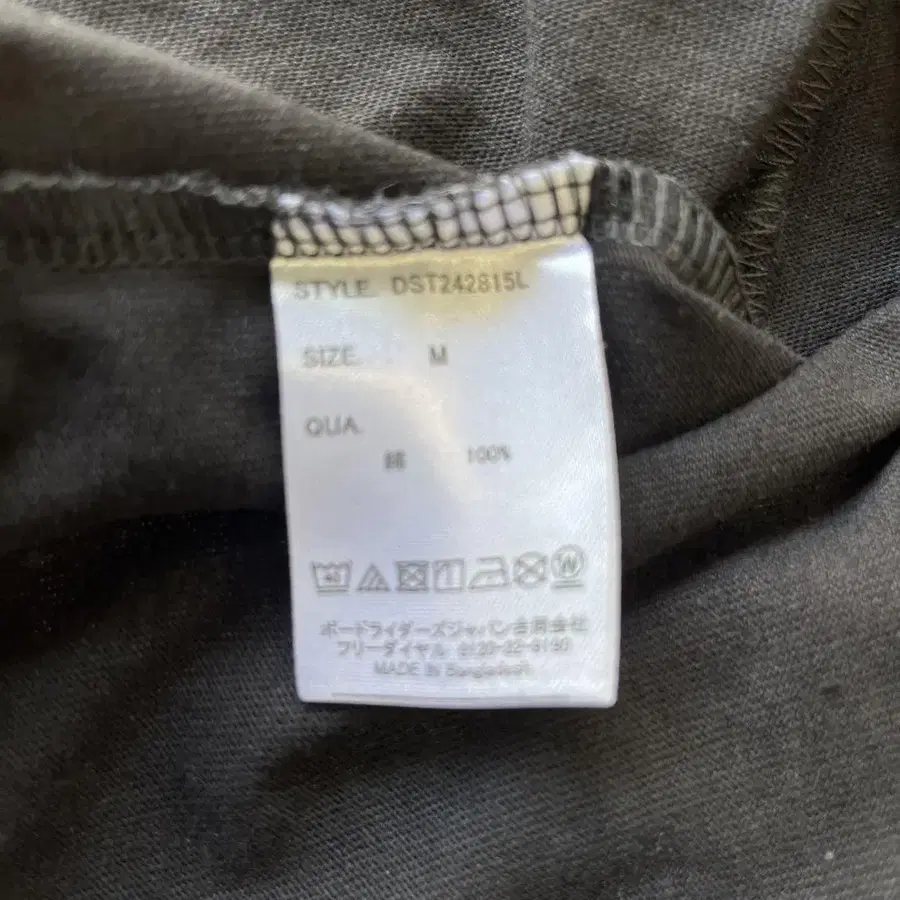 STYLE. DST242815L
SIZE. M
QUA.
綿 100%
ボードライダーズジャパン合同会社
フリーダイヤル 0120-32-9190
MADE IN Bangladesh